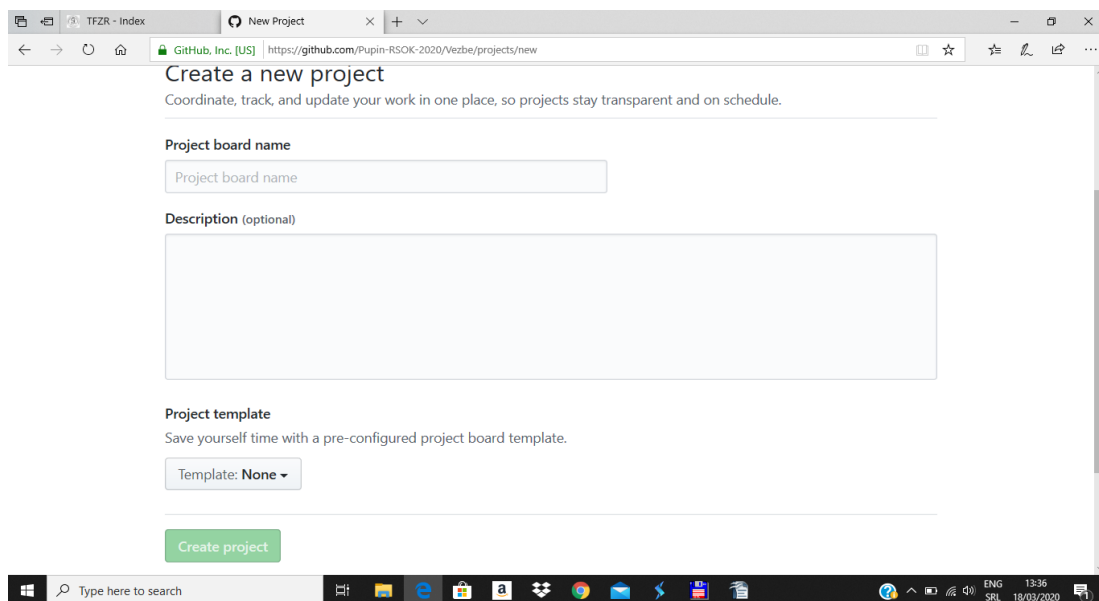 TFZR - Index
New Project
GitHub, Inc. [US] https://github.com/Pupin-RSOK-2020/Vezbe/projects/new
Create a new project
Coordinate, track, and update your work in one place, so projects stay transparent and on schedule.
Project board name
Project board name
Description (optional)
Project template
Save yourself time with a pre-configured project board template.
Template: None
Create project
Type here to search
ENG 13:36
SRL 18/03/2020